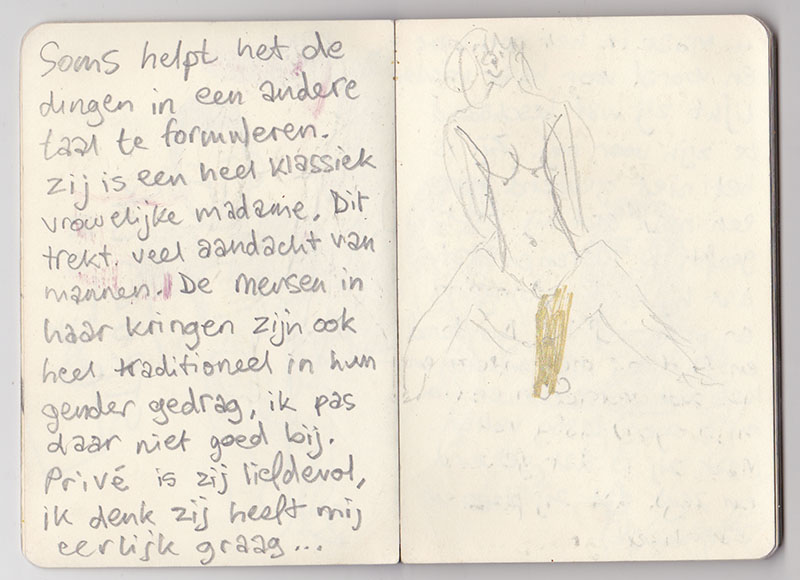 Soms helpt het de
dingen in een andere
taal te formuleren.
Zij is een heel klassiek
vrouwelijke madame. Dit
trekt veel aandacht van
mannen. De mensen in
haar kringen zijn ook
heel traditioneel in hun
gender gedrag, ik pas
daar niet goed bij.
Privé is zij liefdevol,
ik denk zij heeft mij
eerlijk graag...